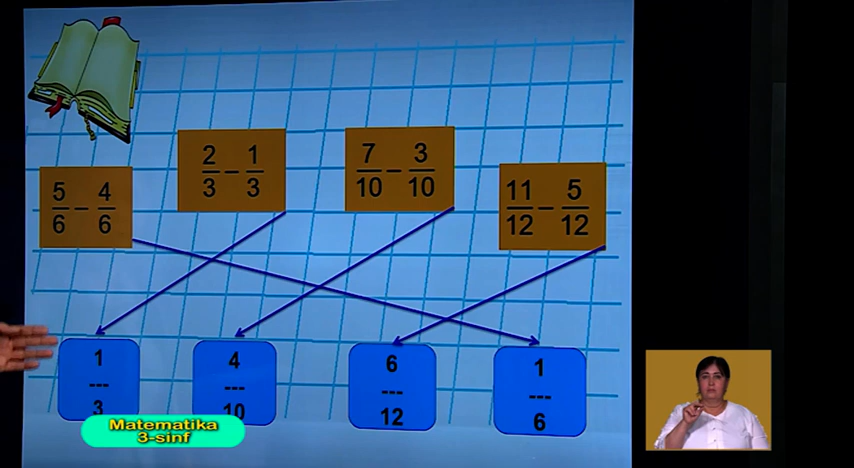 5/6 − 4/6
2/3 − 1/3
7/10 − 3/10
11/12 − 5/12
1
---
3
4
---
10
6
---
12
1
---
6
Matematika
3-sinf